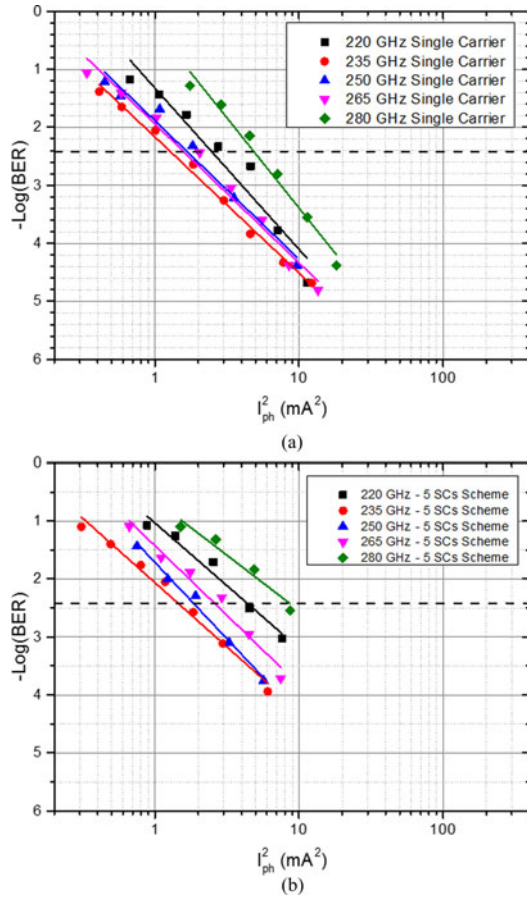 0
1
2
3
4
5
6
-Log(BER)
220 GHz Single Carrier
235 GHz Single Carrier
250 GHz Single Carrier
265 GHz Single Carrier
280 GHz Single Carrier
1 10 100
I²ph (mA²)
(a)
0
1
2
3
4
5
6
-Log(BER)
220 GHz - 5 SCs Scheme
235 GHz - 5 SCs Scheme
250 GHz - 5 SCs Scheme
265 GHz - 5 SCs Scheme
280 GHz - 5 SCs Scheme
1 10 100
I²ph (mA²)
(b)